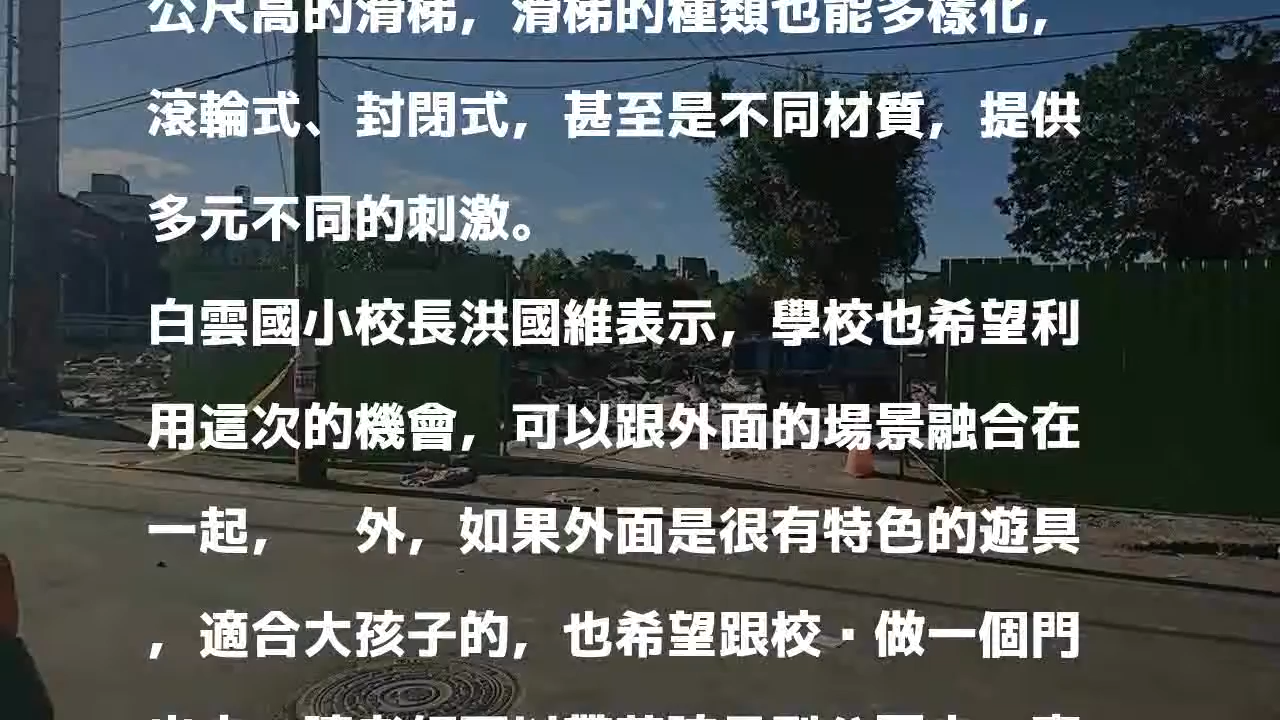 公尺高的滑梯，滑梯的種類也能多樣化，
滾輪式、封閉式，甚至是不同材質，提供
多元不同的刺激。
白雲國小校長洪國維表示，學校也希望利
用這次的機會，可以跟外面的場景融合在
一起，　外，如果外面是很有特色的遊具
，適合大孩子的，也希望跟校▪做一個門